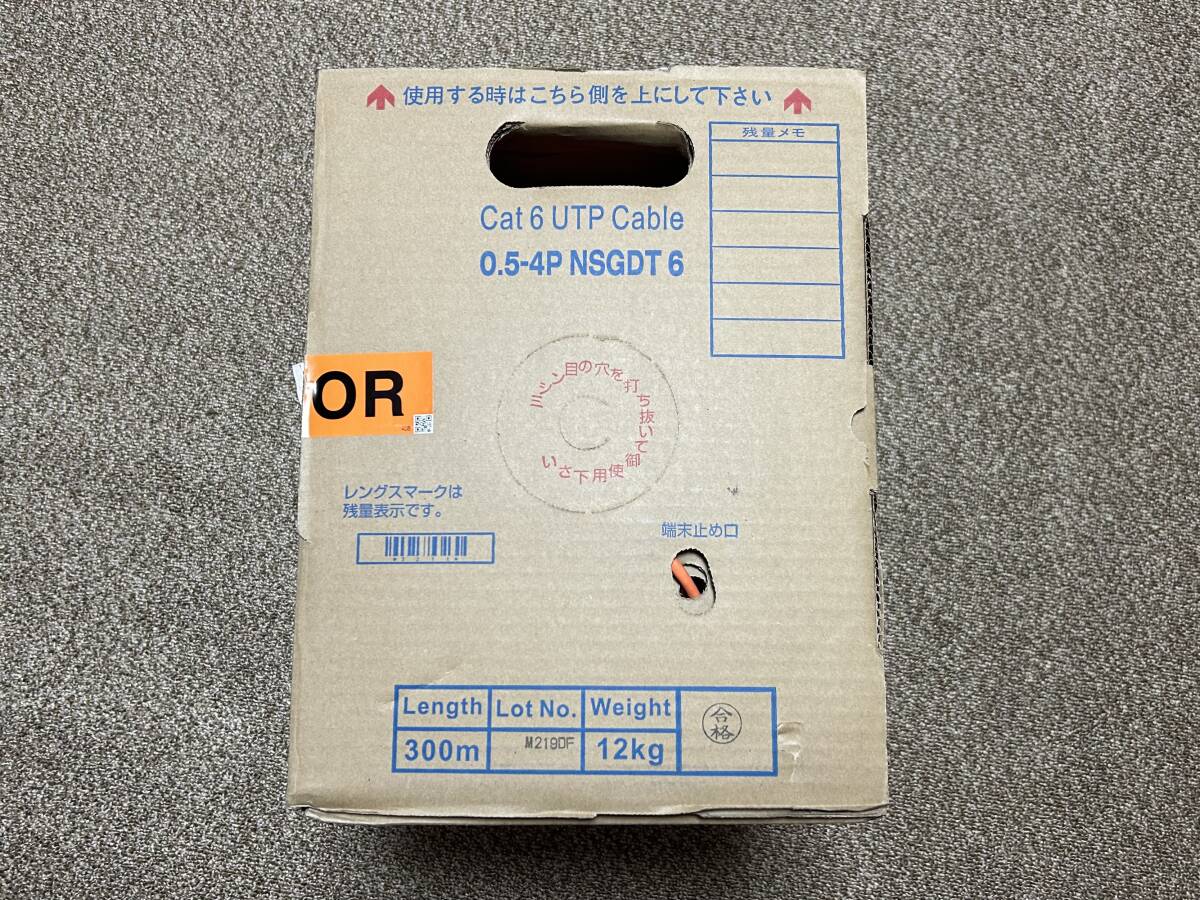 使用する時はこちら側を上にして下さい
残量メモ
Cat 6 UTP Cable
0.5-4P NSGDT 6
OR
ミシン目の穴を打ち抜いて御使用下さい
レングスマークは
残量表示です。
端末止め口
Length Lot No. Weight 合格
300m M219DF 12kg